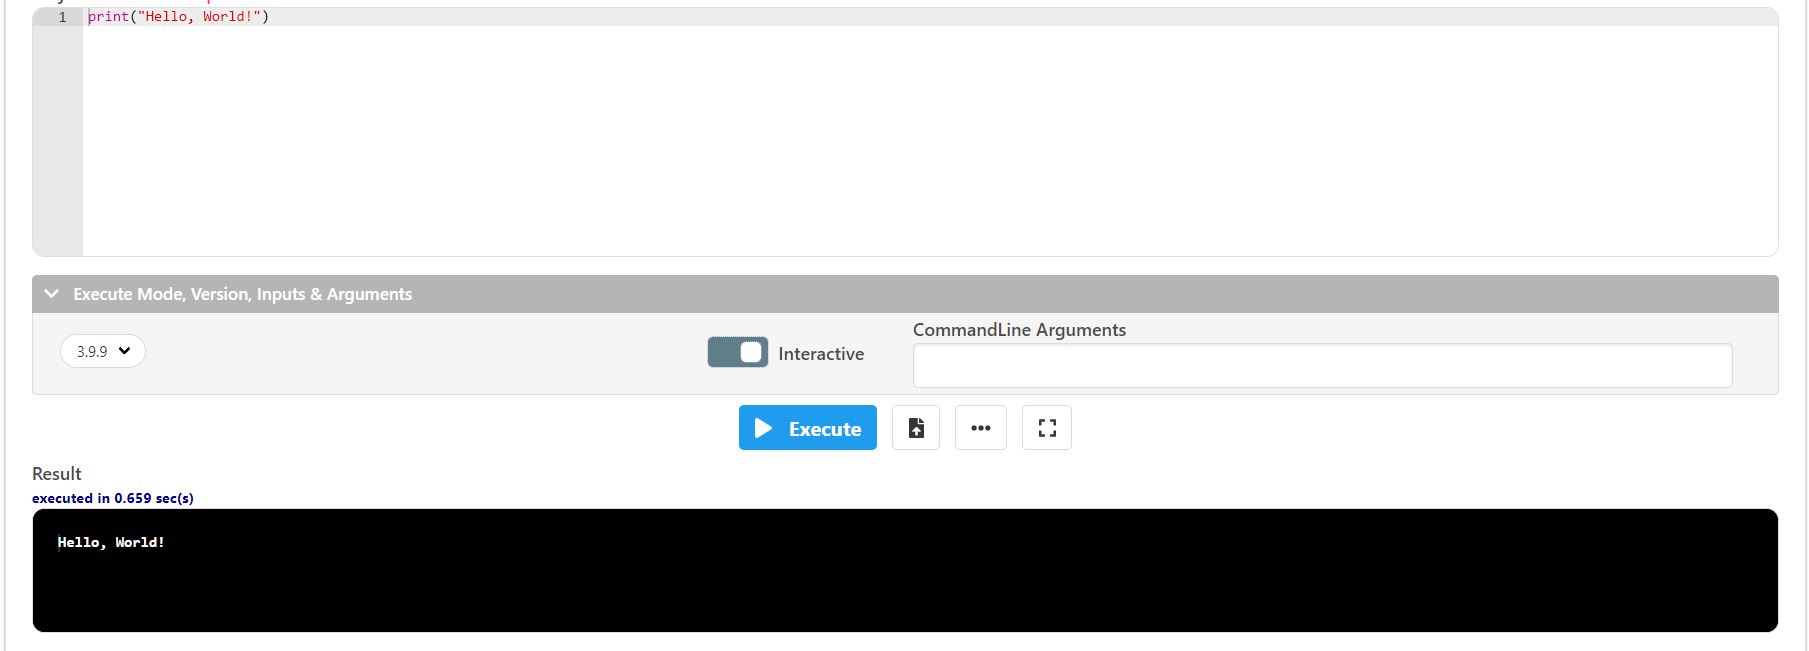 1 print("Hello, World!")
Execute Mode, Version, Inputs & Arguments
CommandLine Arguments
3.9.9
Interactive
Execute
Result
executed in 0.659 sec(s)
Hello, World!